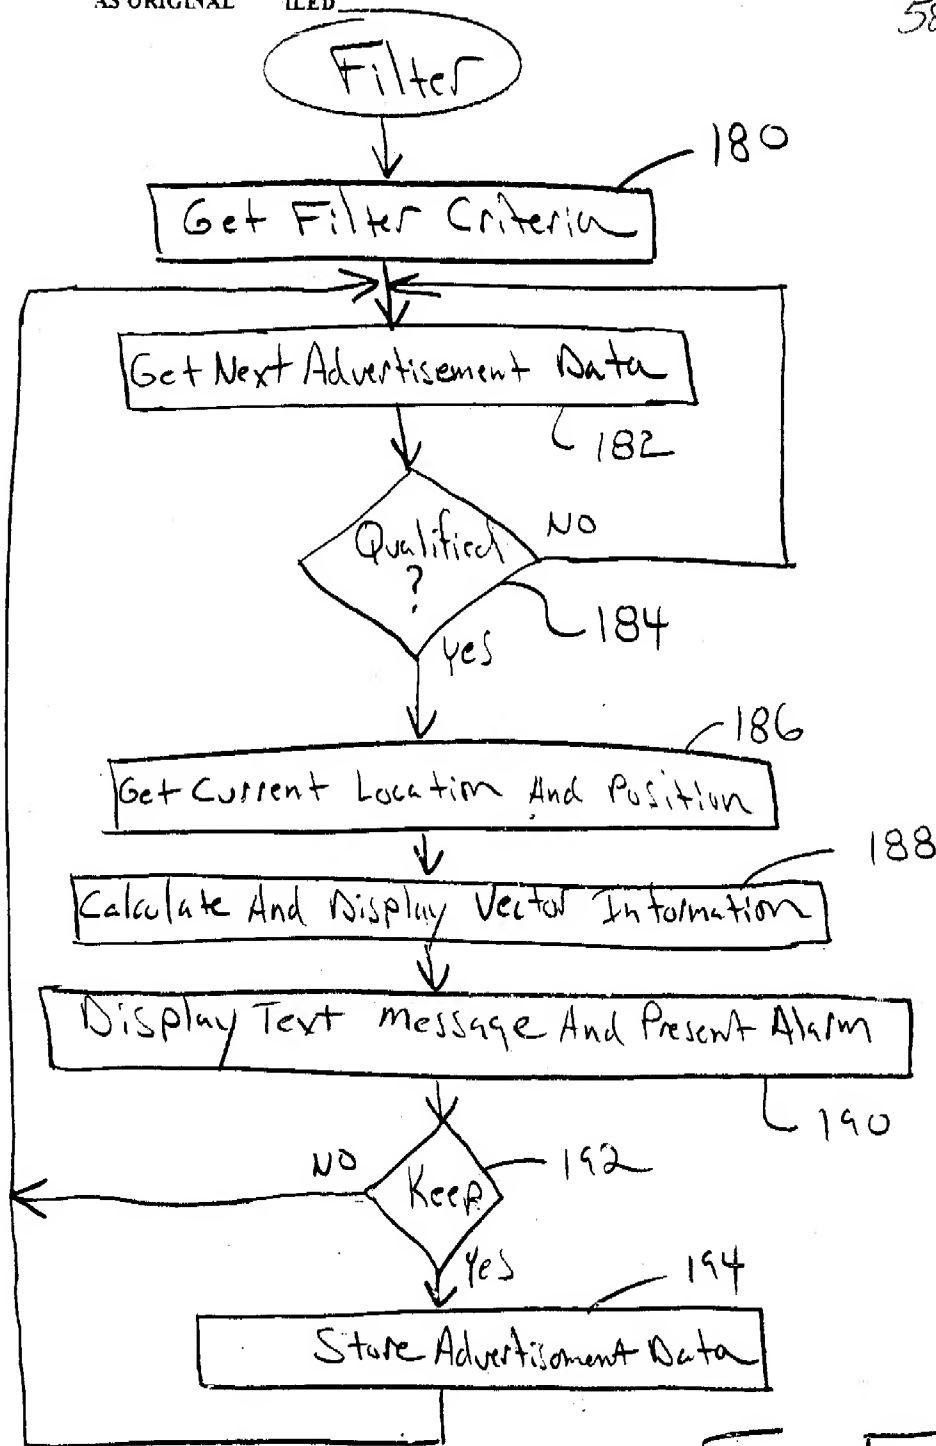 AS ORIGINAL
58
Filter
180
Get Filter Criteria
Get Next Advertisement Data
182
Qualified
?
NO
184
Yes
186
Get Current Location And Position
188
Calculate And Display Vector Information
Display Text Message And Present Alarm
190
NO
192
Keep
Yes
194
Store Advertisoment Data